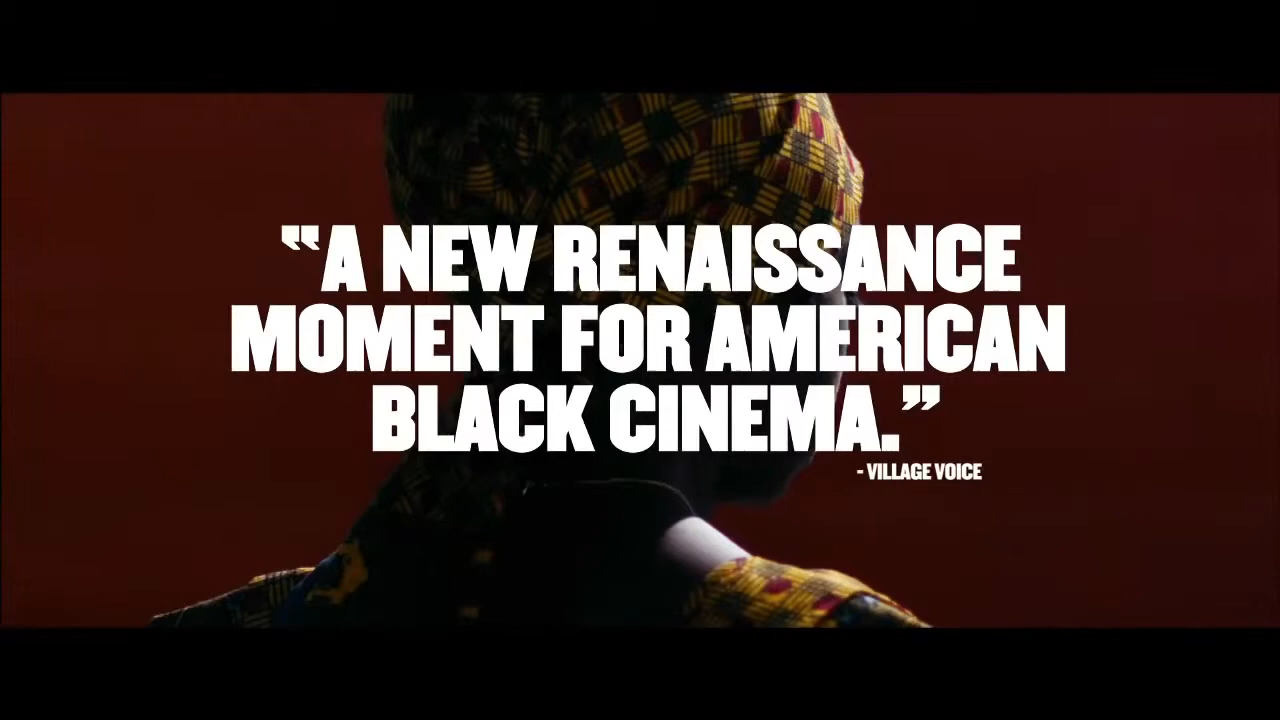 “A NEW RENAISSANCE
MOMENT FOR AMERICAN
BLACK CINEMA.”
- VILLAGE VOICE